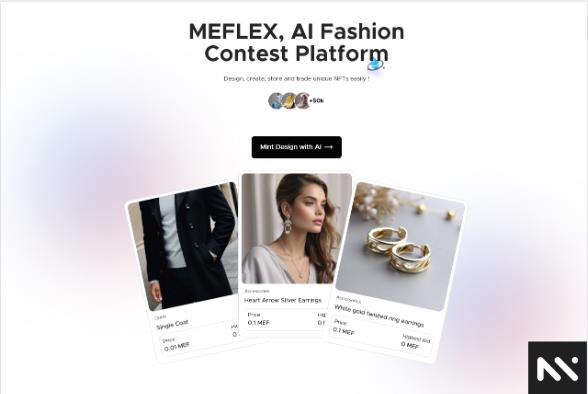 MEFLEX, AI Fashion
Contest Platform
Design, create, store and trade unique NFTs easily !
+50k
Mint Design with AI →
Outer
Single Coat
Price
0.01 MEF
Accessories
Heart Arrow Silver Earrings
Price
0.1 MEF
Accessories
White gold twisted ring earrings
Price
0.1 MEF
Highest bid
0 MEF